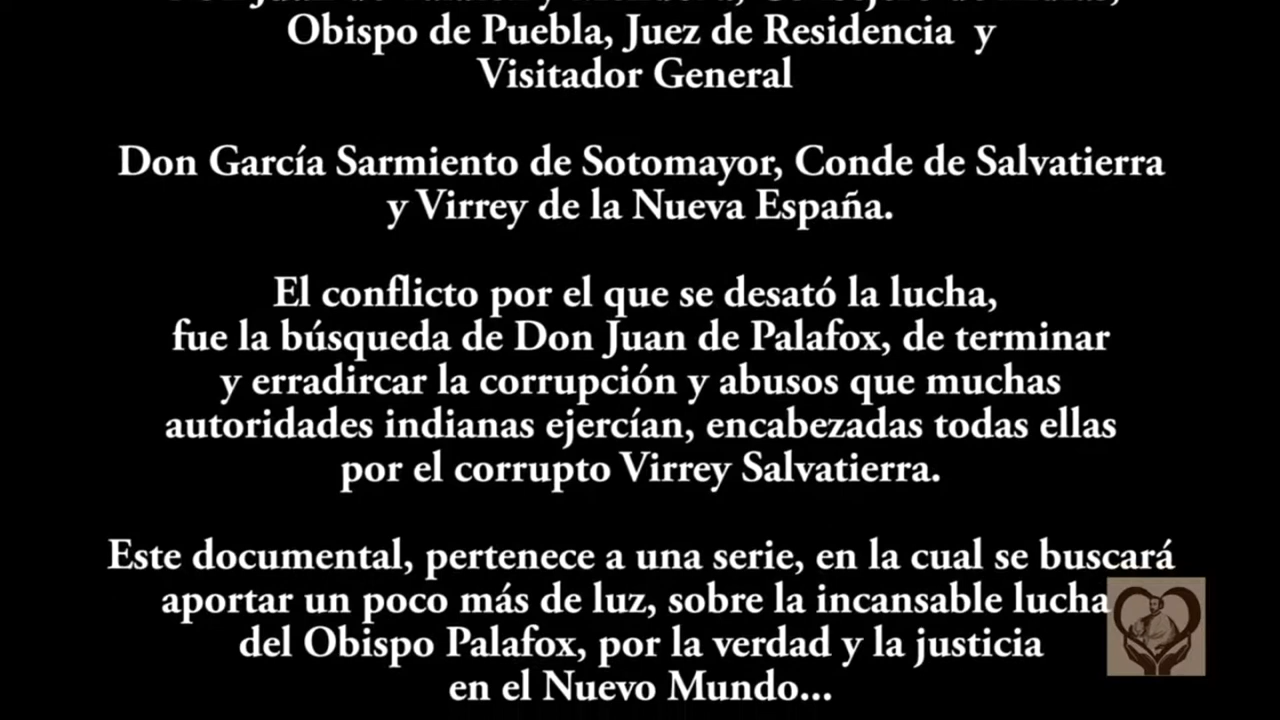 Obispo de Puebla, Juez de Residencia y
Visitador General
Don García Sarmiento de Sotomayor, Conde de Salvatierra
y Virrey de la Nueva España.
El conflicto por el que se desató la lucha,
fue la búsqueda de Don Juan de Palafox, de terminar
y erradircar la corrupción y abusos que muchas
autoridades indianas ejercían, encabezadas todas ellas
por el corrupto Virrey Salvatierra.
Este documental, pertenece a una serie, en la cual se buscará
aportar un poco más de luz, sobre la incansable lucha
del Obispo Palafox, por la verdad y la justicia
en el Nuevo Mundo...